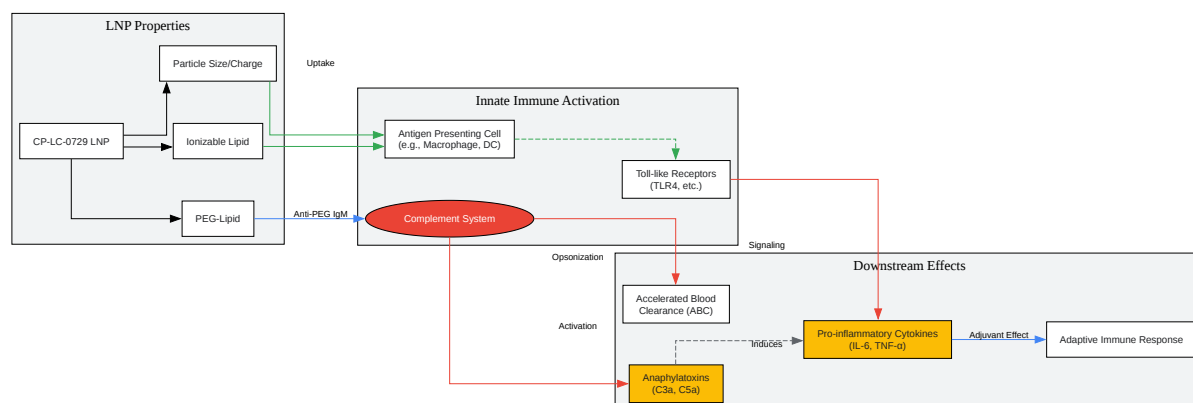 LNP Properties
Particle Size/Charge
CP-LC-0729 LNP
Ionizable Lipid
PEG-Lipid
Uptake
Anti-PEG IgM
Innate Immune Activation
Antigen Presenting Cell
(e.g., Macrophage, DC)
Toll-like Receptors
(TLR4, etc.)
Complement System
Opsonization
Signaling
Activation
Downstream Effects
Accelerated Blood
Clearance (ABC)
Induces
Anaphylatoxins
(C3a, C5a)
Pro-inflammatory Cytokines
(IL-6, TNF-α)
Adjuvant Effect
Adaptive Immune Response